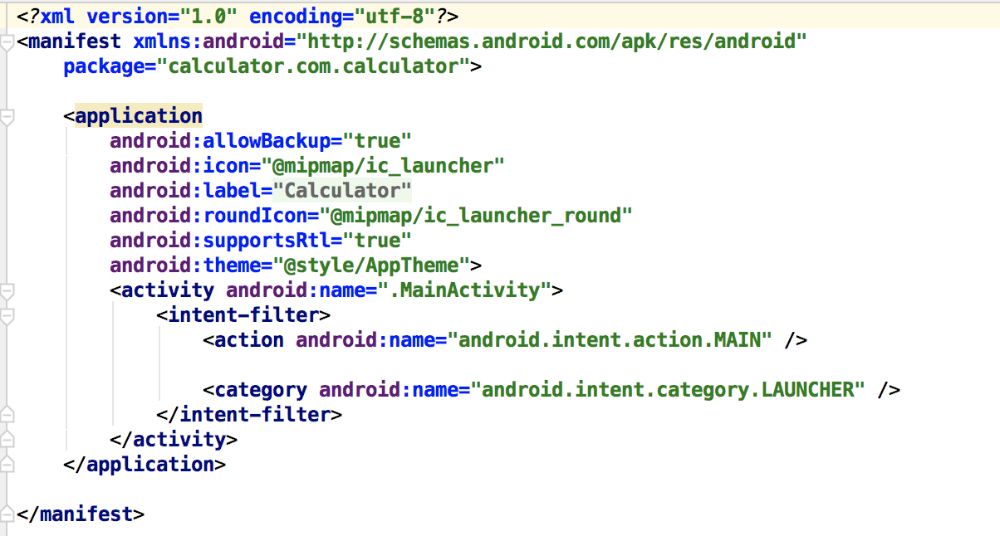 <?xml version="1.0" encoding="utf-8"?>
<manifest xmlns:android="http://schemas.android.com/apk/res/android"
    package="calculator.com.calculator">

    <application
        android:allowBackup="true"
        android:icon="@mipmap/ic_launcher"
        android:label="Calculator"
        android:roundIcon="@mipmap/ic_launcher_round"
        android:supportsRtl="true"
        android:theme="@style/AppTheme">
        <activity android:name=".MainActivity">
            <intent-filter>
                <action android:name="android.intent.action.MAIN" />

                <category android:name="android.intent.category.LAUNCHER" />
            </intent-filter>
        </activity>
    </application>

</manifest>